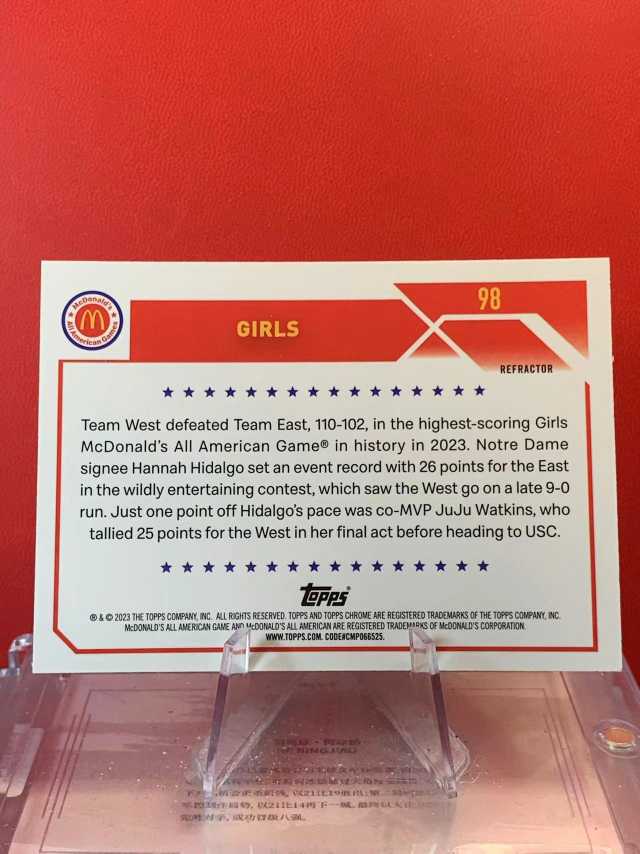 McDonald's
All American Games
GIRLS
98
REFRACTOR
Team West defeated Team East, 110-102, in the highest-scoring Girls
McDonald's All American Game® in history in 2023. Notre Dame
signee Hannah Hidalgo set an event record with 26 points for the East
in the wildly entertaining contest, which saw the West go on a late 9-0
run. Just one point off Hidalgo's pace was co-MVP JuJu Watkins, who
tallied 25 points for the West in her final act before heading to USC.
topps®
® & © 2023 THE TOPPS COMPANY, INC. ALL RIGHTS RESERVED. TOPPS AND TOPPS CHROME ARE REGISTERED TRADEMARKS OF THE TOPPS COMPANY, INC.
McDONALD'S ALL AMERICAN GAME AND McDONALD'S ALL AMERICAN ARE REGISTERED TRADEMARKS OF McDONALD'S CORPORATION.
WWW.TOPPS.COM. CODE#CMP066525.